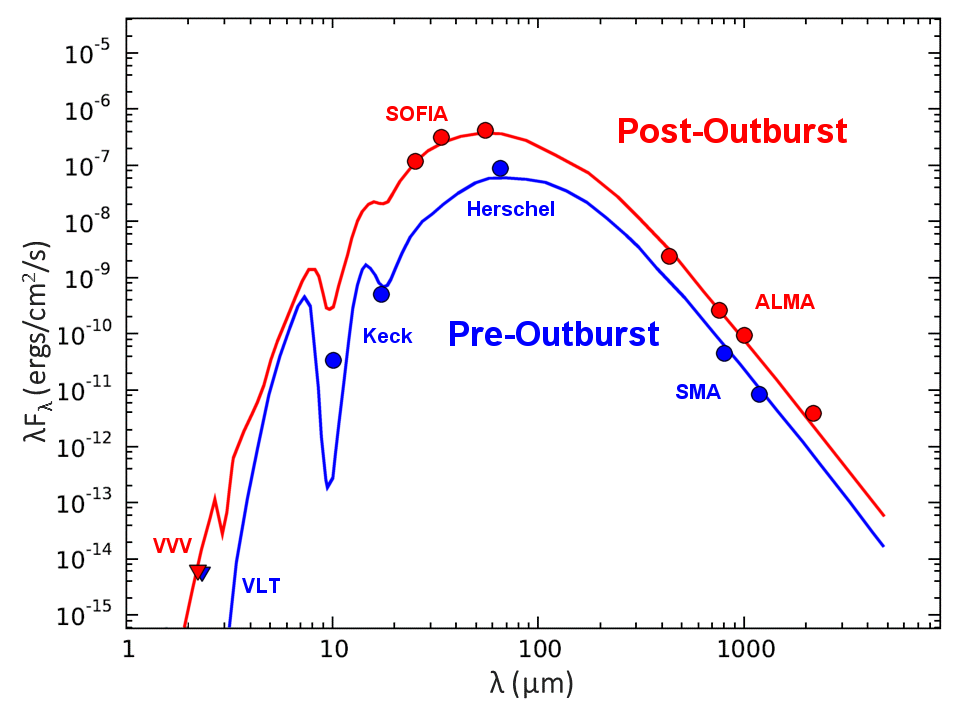 10-5
10-6
10-7
10-8
10-9
10-10
10-11
10-12
10-13
10-14
10-15
λFλ (ergs/cm2/s)
SOFIA
Post-Outburst
Herschel
ALMA
Keck
Pre-Outburst
SMA
VVV
VLT
1 10 100 1000
λ (μm)